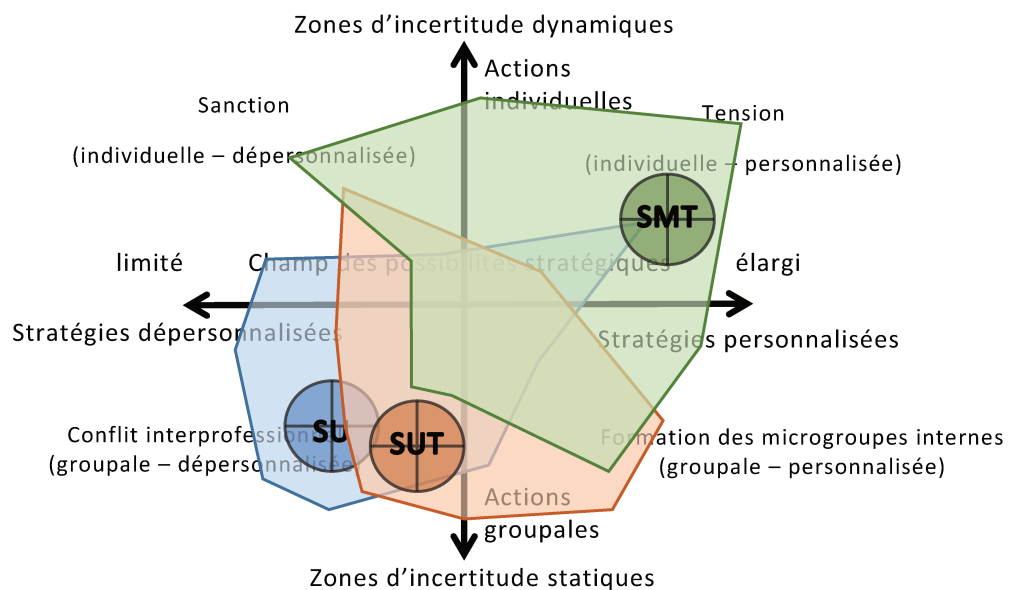 Zones d’incertitude dynamiques
Actions
individuelles
Sanction
Tension
(individuelle – dépersonnalisée)
(individuelle – personnalisée)
SMT
limité
Champ des possibilités stratégiques
élargi
Stratégies dépersonnalisées
Stratégies personnalisées
SU
SUT
Conflit interprofessionnel
(groupale – dépersonnalisée)
Formation des microgroupes internes
(groupale – personnalisée)
Actions
groupales
Zones d’incertitude statiques